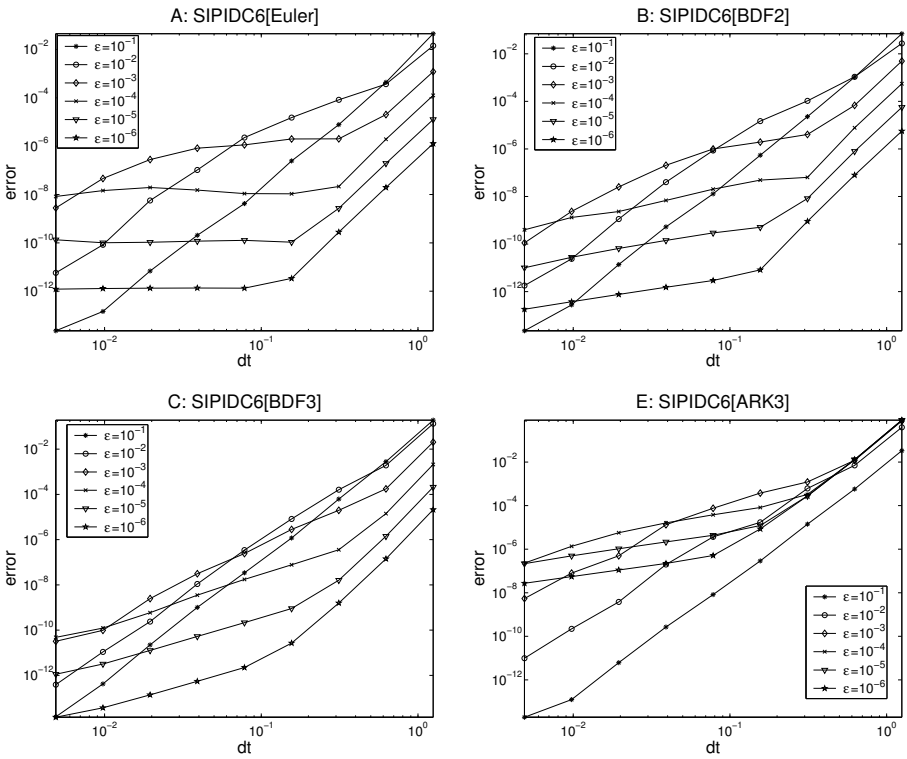 A: SIPIDC6[Euler]
error
10⁻²
10⁻⁴
10⁻⁶
10⁻⁸
10⁻¹⁰
10⁻¹²
ε=10⁻¹
ε=10⁻²
ε=10⁻³
ε=10⁻⁴
ε=10⁻⁵
ε=10⁻⁶
10⁻²
10⁻¹
10⁰
dt
B: SIPIDC6[BDF2]
error
10⁻²
10⁻⁴
10⁻⁶
10⁻⁸
10⁻¹⁰
10⁻¹²
ε=10⁻¹
ε=10⁻²
ε=10⁻³
ε=10⁻⁴
ε=10⁻⁵
ε=10⁻⁶
10⁻²
10⁻¹
10⁰
dt
C: SIPIDC6[BDF3]
error
10⁻²
10⁻⁴
10⁻⁶
10⁻⁸
10⁻¹⁰
10⁻¹²
ε=10⁻¹
ε=10⁻²
ε=10⁻³
ε=10⁻⁴
ε=10⁻⁵
ε=10⁻⁶
10⁻²
10⁻¹
10⁰
dt
E: SIPIDC6[ARK3]
error
10⁻²
10⁻⁴
10⁻⁶
10⁻⁸
10⁻¹⁰
10⁻¹²
ε=10⁻¹
ε=10⁻²
ε=10⁻³
ε=10⁻⁴
ε=10⁻⁵
ε=10⁻⁶
10⁻²
10⁻¹
10⁰
dt